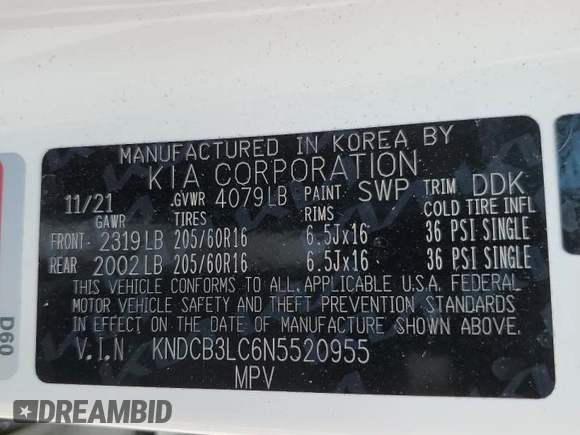 MANUFACTURED IN KOREA BY
KIA CORPORATION
11/21 GVWR 4079LB PAINT SWP TRIM DDK
GAWR TIRES RIMS COLD TIRE INFL
FRONT 2319LB 205/60R16 6.5Jx16 36 PSI SINGLE
REAR 2002LB 205/60R16 6.5Jx16 36 PSI SINGLE
THIS VEHICLE CONFORMS TO ALL APPLICABLE U.S.A. FEDERAL
MOTOR VEHICLE SAFETY AND THEFT PREVENTION STANDARDS
IN EFFECT ON THE DATE OF MANUFACTURE SHOWN ABOVE.
V.I.N KNDCB3LC6N5520955
MPV
D60
DREAMBID